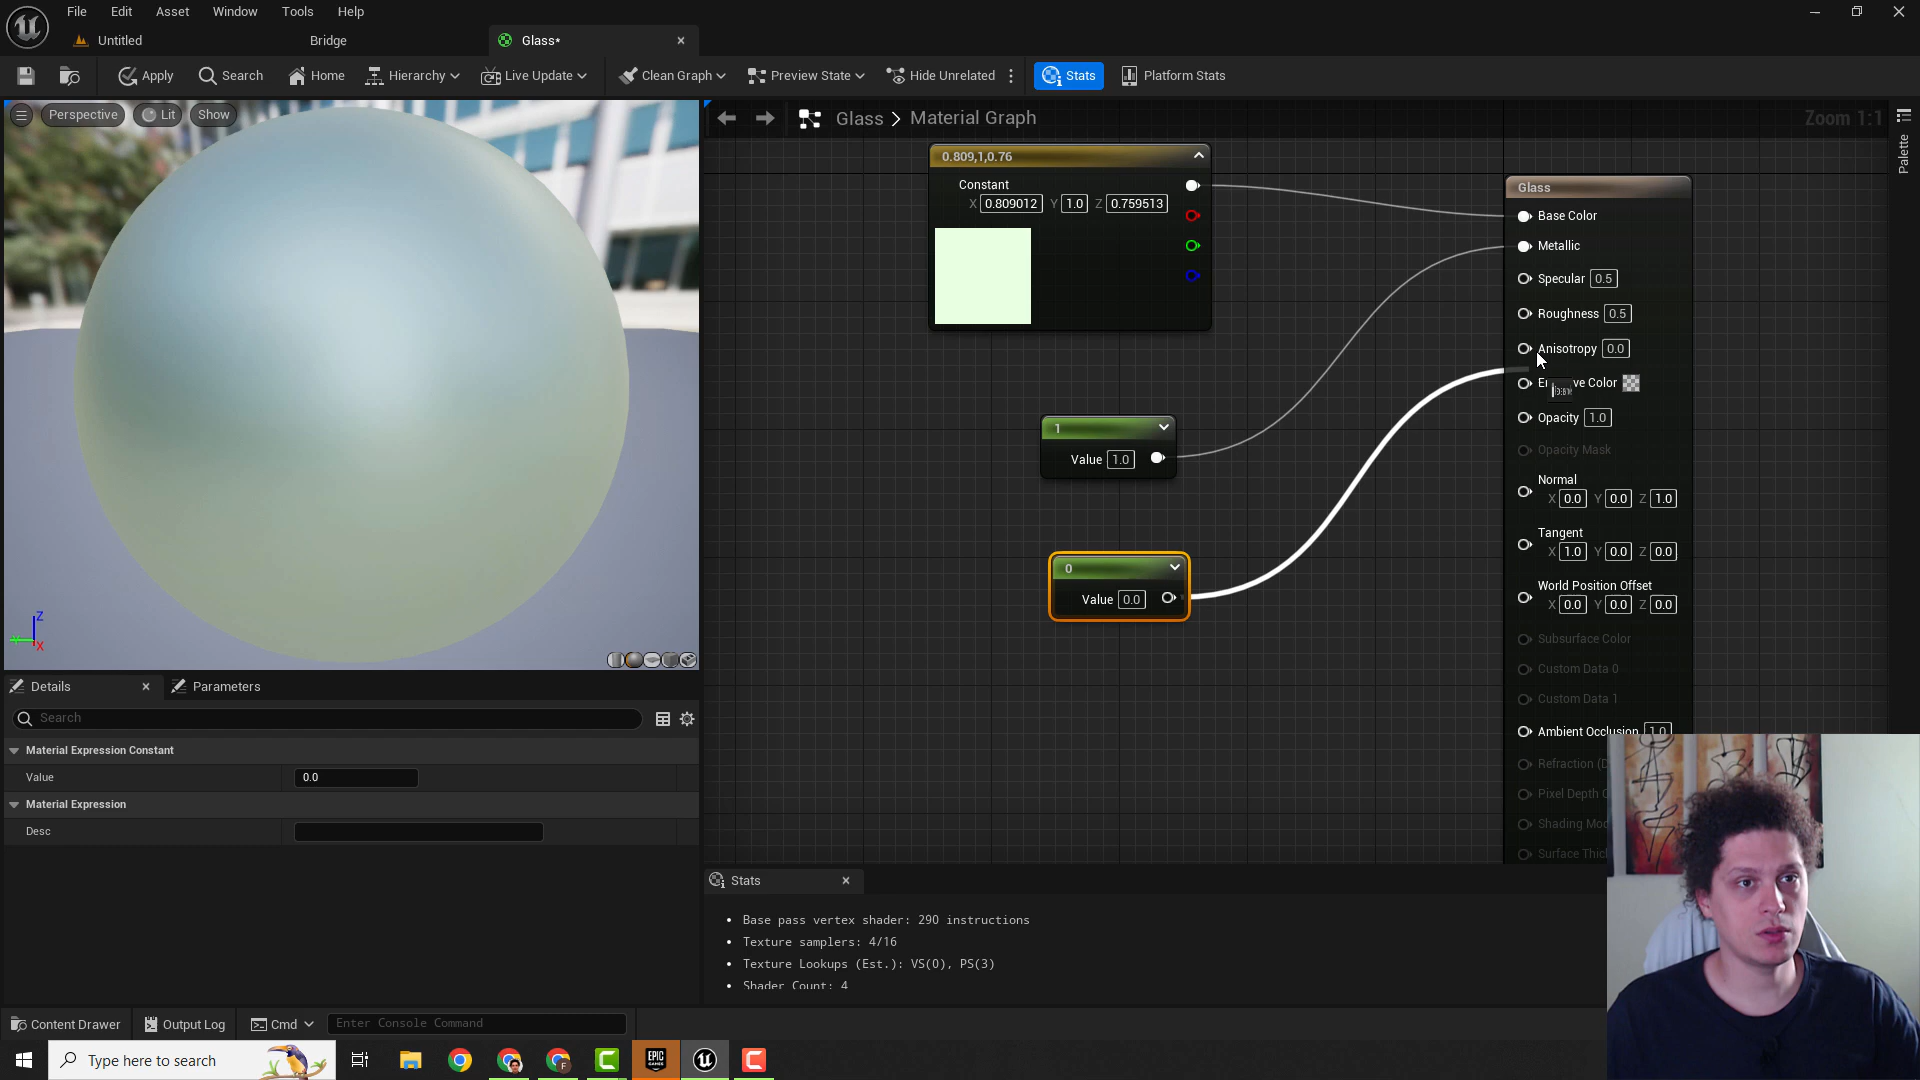 File Edit Asset Window Tools Help
Untitled Bridge Glass*
Apply Search Home Hierarchy Live Update Clean Graph Preview State Hide Unrelated Stats Platform Stats
Perspective Lit Show
Glass > Material Graph Zoom 1:1
Palette
0.809,1,0.76
Constant
X 0.809012 Y 1.0 Z 0.759513
1
Value 1.0
0
Value 0.0
Glass
Base Color
Metallic
Specular 0.5
Roughness 0.5
Anisotropy 0.0
Color
Opacity 1.0
Opacity Mask
Normal
X 0.0 Y 0.0 Z 1.0
Tangent
X 1.0 Y 0.0 Z 0.0
World Position Offset
X 0.0 Y 0.0 Z 0.0
Subsurface Color
Custom Data 0
Custom Data 1
Ambient Occlusion 1.0
Refraction
Pixel Depth
Shading
Surface
Z
X
Details Parameters
Search
Material Expression Constant
Value 0.0
Material Expression
Desc
Stats
• Base pass vertex shader: 290 instructions
• Texture samplers: 4/16
• Texture Lookups (Est.): VS(0), PS(3)
• Shader Count: 4
Content Drawer Output Log Cmd Enter Console Command
Type here to search
EPIC GAMES